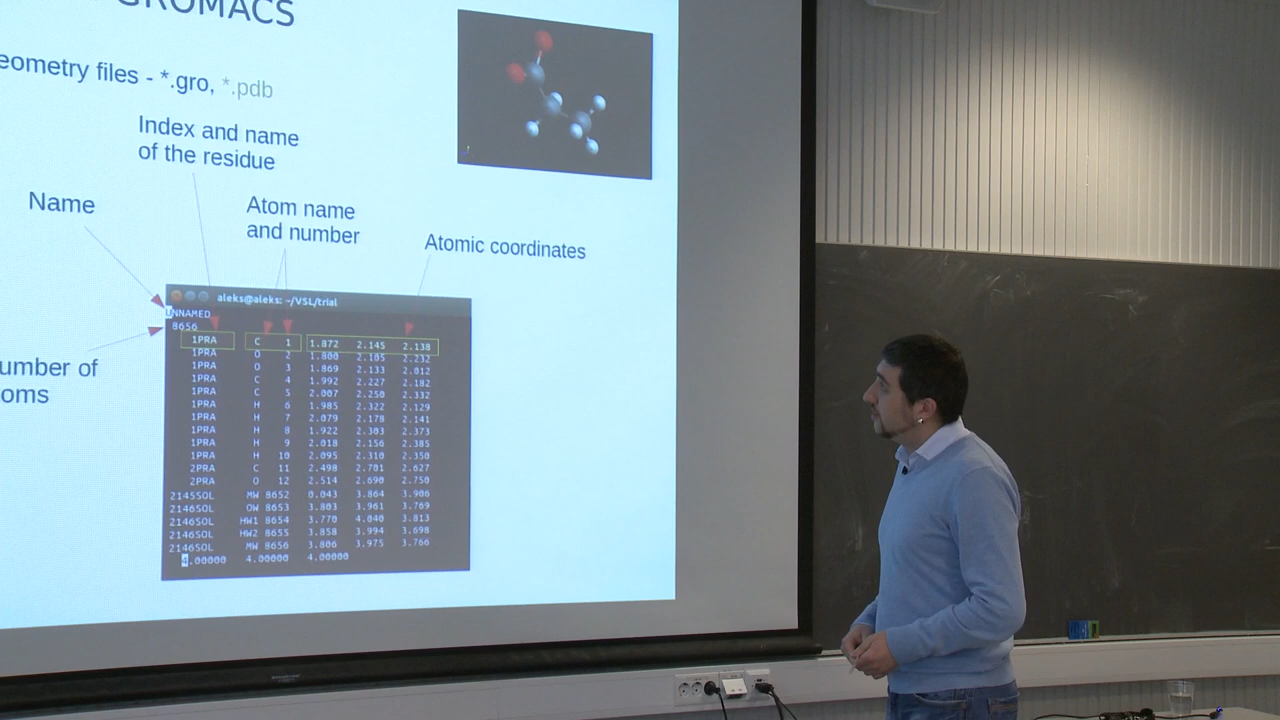 GROMACS
eometry files - *.gro, *.pdb
Index and name
of the residue
Name
Atom name
and number
Atomic coordinates
umber of
oms
aleks@aleks: ~/VSL/trial
UNNAMED
8656
1PRA C 1 1.872 2.145 2.138
1PRA O 2 1.800 2.105 2.232
1PRA O 3 1.869 2.133 2.012
1PRA C 4 1.992 2.227 2.182
1PRA C 5 2.007 2.250 2.332
1PRA H 6 1.985 2.322 2.129
1PRA H 7 2.079 2.178 2.141
1PRA H 8 1.922 2.303 2.373
1PRA H 9 2.018 2.156 2.385
1PRA H 10 2.095 2.310 2.350
2PRA C 11 2.498 2.701 2.627
2PRA O 12 2.514 2.690 2.750
2145SOL MW 8652 0.043 3.864 3.906
2146SOL OW 8653 3.803 3.961 3.769
2146SOL HW1 8654 3.770 4.040 3.813
2146SOL HW2 8655 3.858 3.994 3.698
2146SOL MW 8656 3.806 3.975 3.766
4.00000 4.00000 4.00000